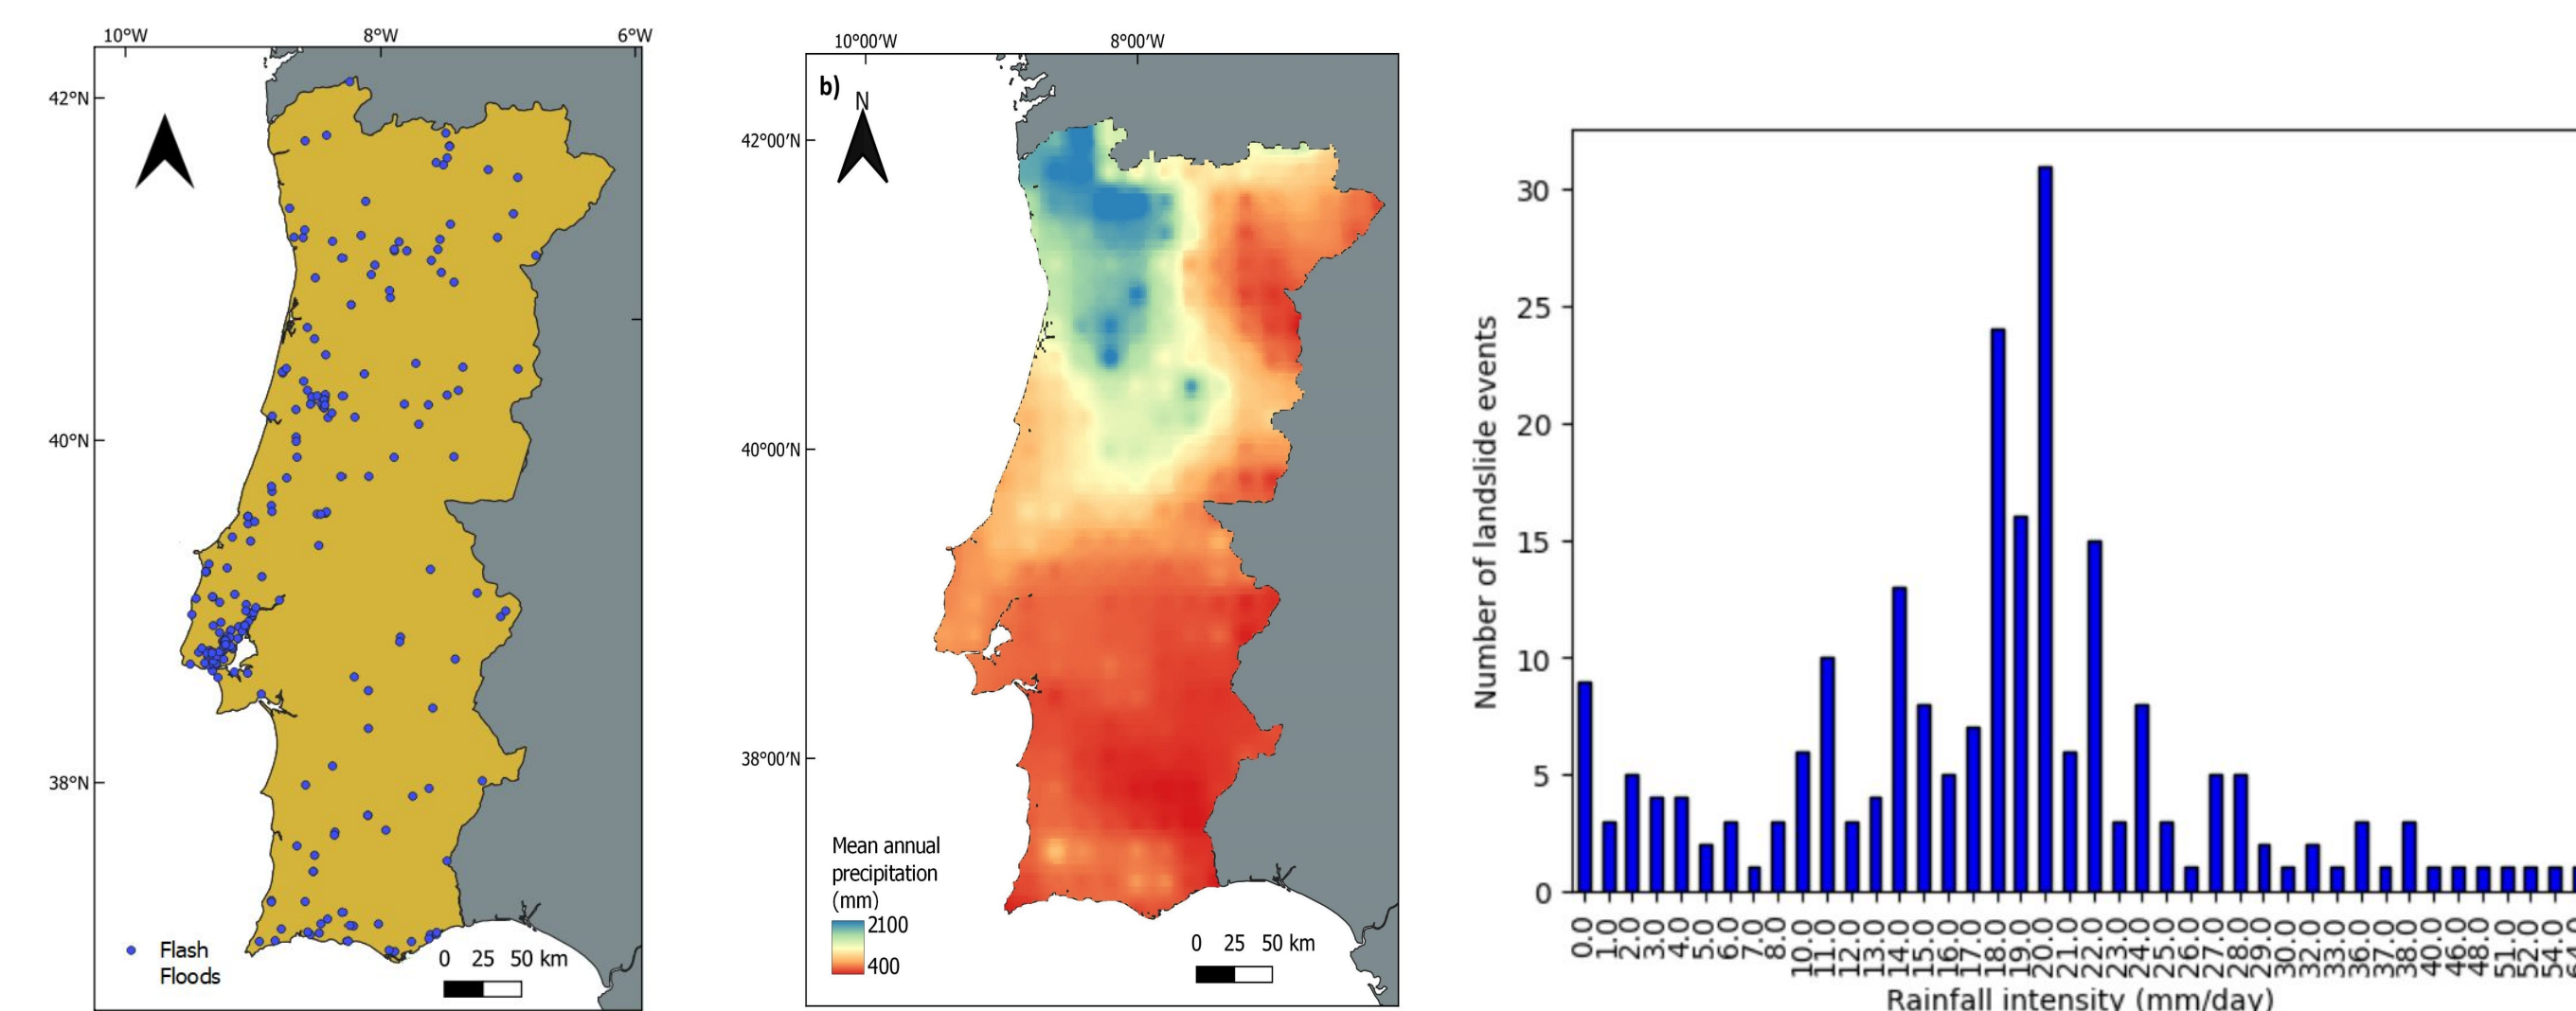 10°W 8°W 6°W
42°N
40°N
38°N
Flash
Floods
0 25 50 km
10°00′W 8°00′W
b)
N
42°00′N
40°00′N
38°00′N
Mean annual
precipitation
(mm)
2100
400
0 25 50 km
Number of landslide events
30
25
20
15
10
5
0
0.0 1.0 2.0 3.0 4.0 5.0 6.0 7.0 8.0 10.0 11.0 12.0 13.0 14.0 15.0 16.0 17.0 18.0 19.0 20.0 21.0 22.0 23.0 24.0 25.0 26.0 27.0 28.0 29.0 30.0 32.0 33.0 36.0 37.0 38.0 40.0 46.0 48.0 51.0 52.0 54.0
Rainfall intensity (mm/day)